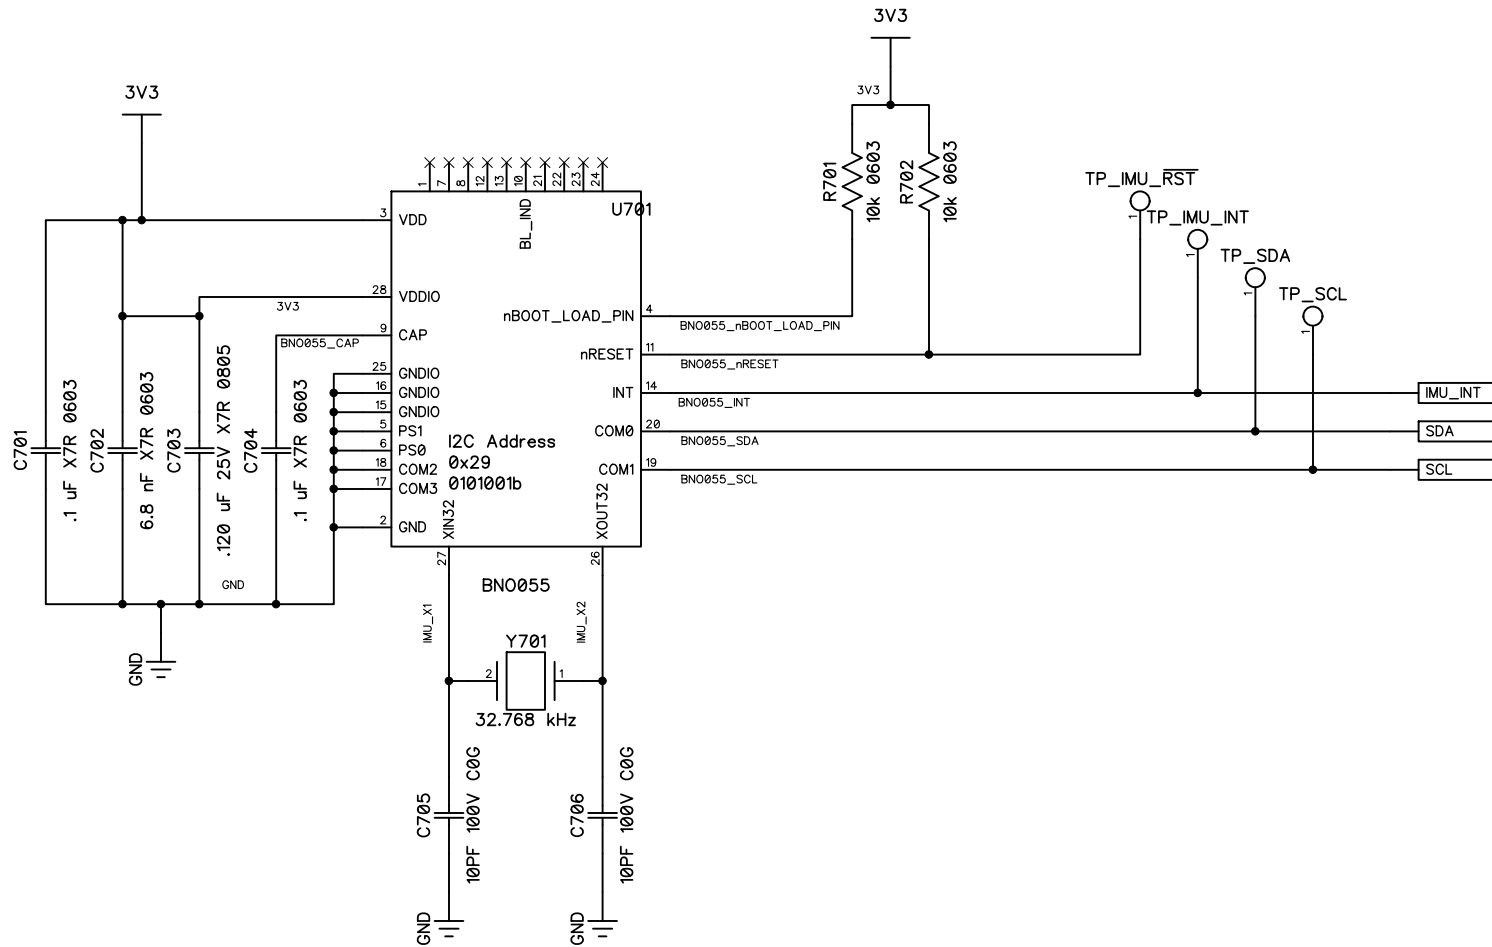 3V3
3V3
3V3
1
7
8
12
13
10
21
22
23
24
BL_IND
U701
R701
10k 0603
R702
10k 0603
TP_IMU_RST
1
TP_IMU_INT
1
TP_SDA
1
TP_SCL
1
3
VDD
28
VDDIO
3V3
9
CAP
BNO055_CAP
25
GNDIO
16
GNDIO
15
GNDIO
5
PS1
6
PS0
18
COM2
17
COM3
2
GND
nBOOT_LOAD_PIN
4
BNO055_nBOOT_LOAD_PIN
nRESET
11
BNO055_nRESET
INT
14
BNO055_INT
IMU_INT
COM0
20
BNO055_SDA
SDA
COM1
19
BNO055_SCL
SCL
I2C Address
0x29
0101001b
XIN32
27
XOUT32
26
C701
.1 uF X7R 0603
C702
6.8 nF X7R 0603
C703
.120 uF 25V X7R 0805
C704
.1 uF X7R 0603
GND
GND
BNO055
IMU_X1
IMU_X2
Y701
2
1
32.768 kHz
C705
10PF 100V C0G
C706
10PF 100V C0G
GND
GND